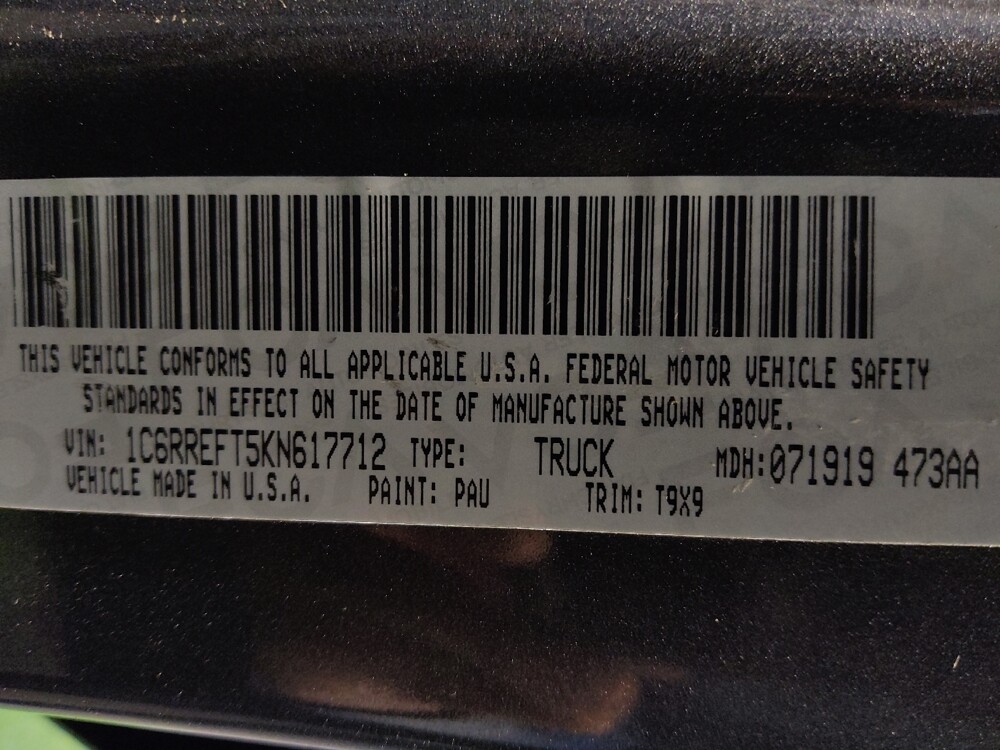 THIS VEHICLE CONFORMS TO ALL APPLICABLE U.S.A. FEDERAL MOTOR VEHICLE SAFETY
STANDARDS IN EFFECT ON THE DATE OF MANUFACTURE SHOWN ABOVE.
VIN: 1C6RREFT5KN617712 TYPE: TRUCK MDH:071919 473AA
VEHICLE MADE IN U.S.A. PAINT: PAU TRIM: T9X9